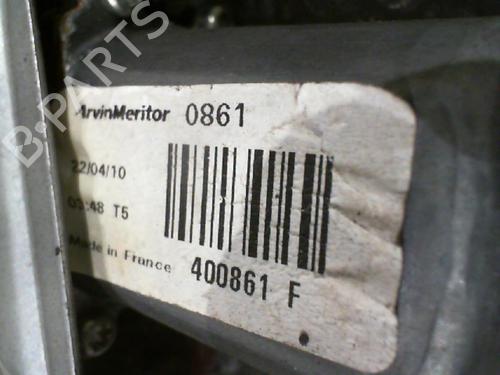 B-PARTS
ArvinMeritor 0861
22/04/10
03:48 T5
Made in France 400861 F